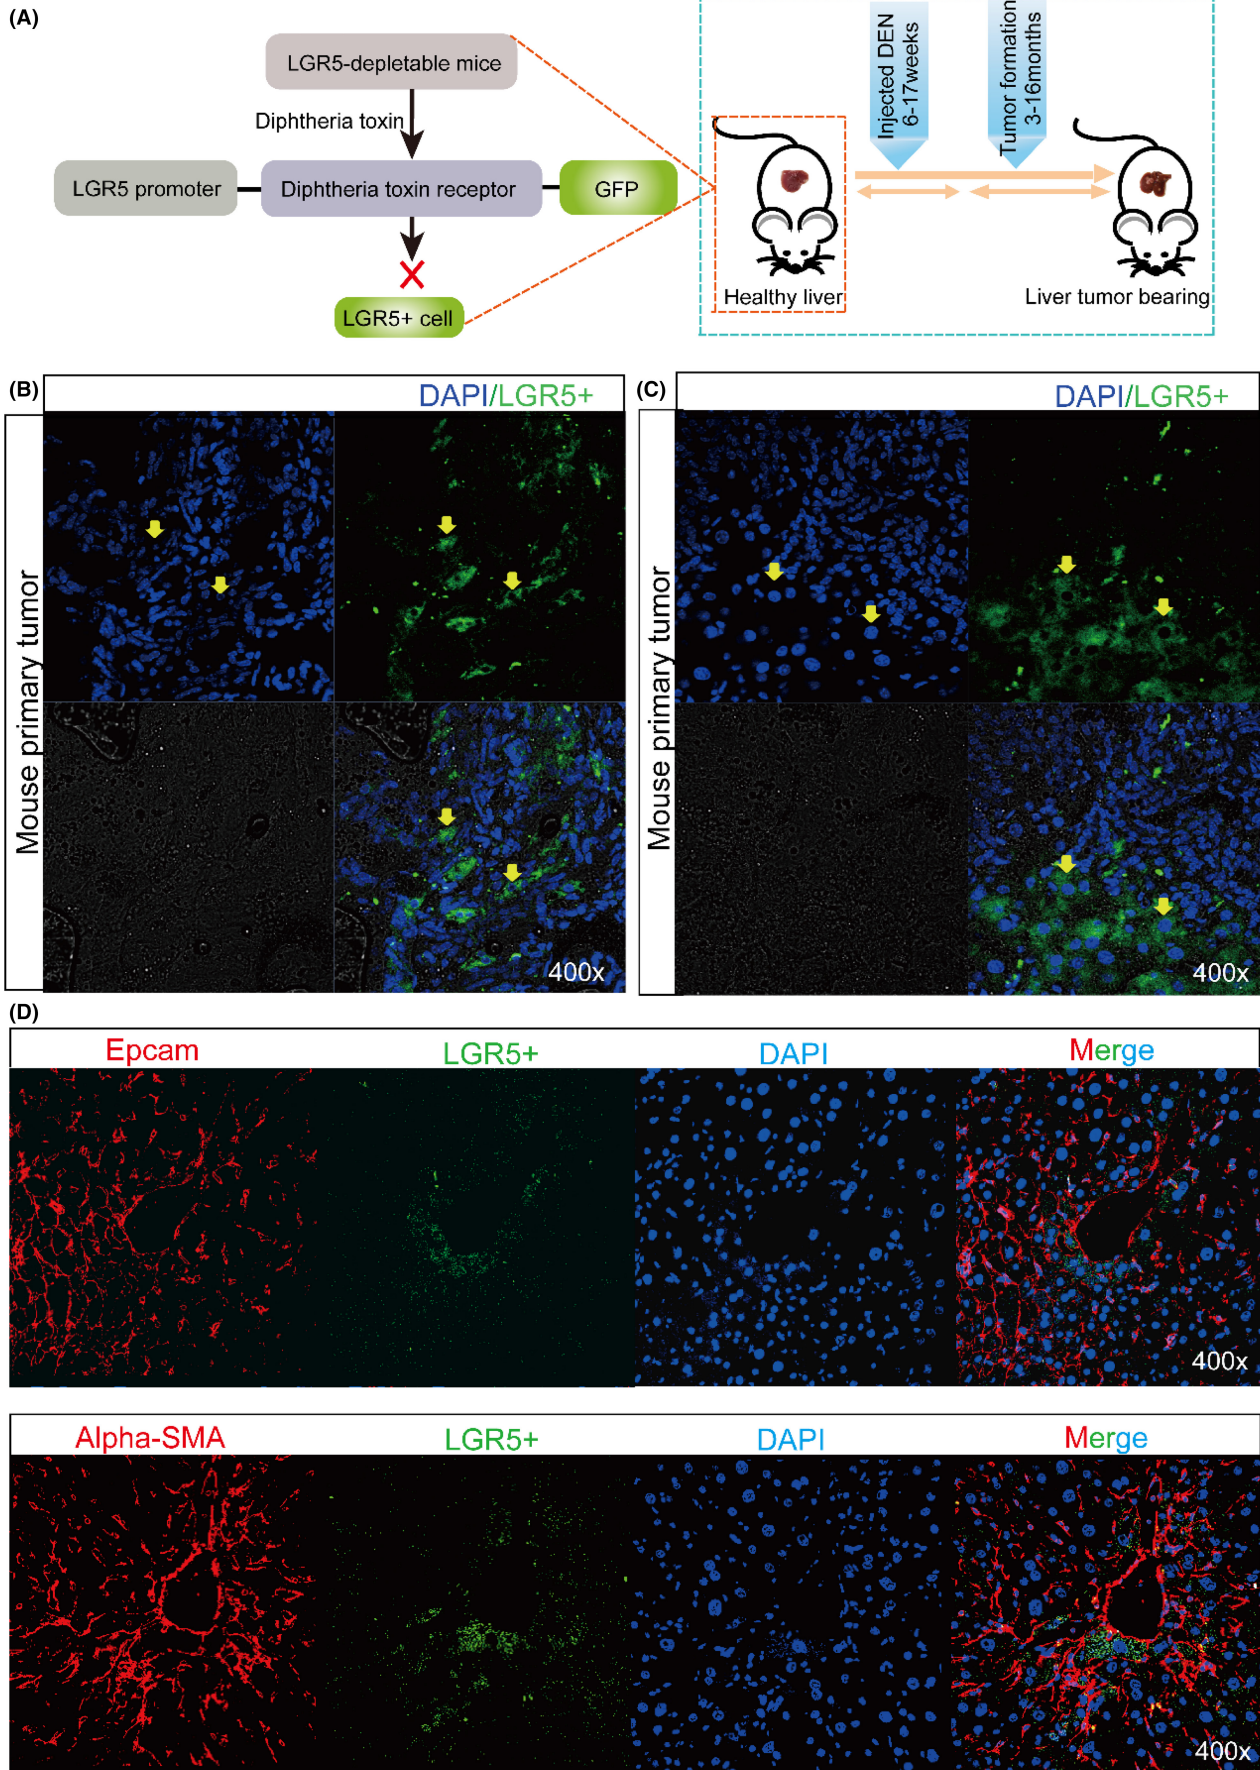 (A)
LGR5-depletable mice
Diphtheria toxin
LGR5 promoter
Diphtheria toxin receptor
GFP
LGR5+ cell
Injected DEN
6-17weeks
Tumor formation
3-16months
Healthy liver
Liver tumor bearing
(B)
DAPI/LGR5+
Mouse primary tumor
400x
(C)
DAPI/LGR5+
Mouse primary tumor
400x
(D)
Epcam
LGR5+
DAPI
Merge
400x
Alpha-SMA
LGR5+
DAPI
Merge
400x